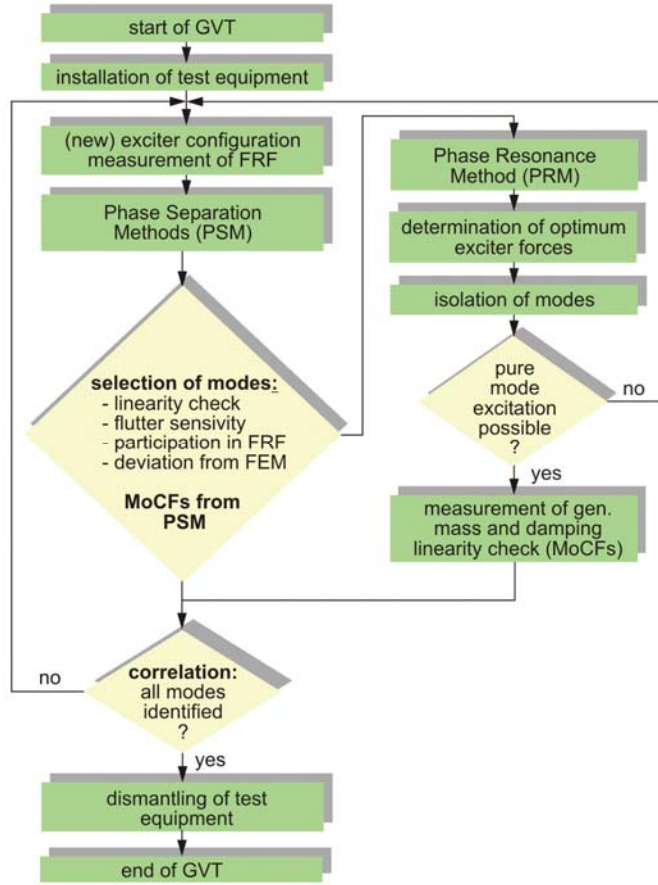 start of GVT
installation of test equipment
(new) exciter configuration
measurement of FRF
Phase Separation
Methods (PSM)
selection of modes:
- linearity check
- flutter sensivity
- participation in FRF
- deviation from FEM
MoCFs from
PSM
Phase Resonance
Method (PRM)
determination of optimum
exciter forces
isolation of modes
pure
mode
excitation
possible
?
no
yes
measurement of gen.
mass and damping
linearity check (MoCFs)
no
correlation:
all modes
identified
?
yes
dismantling of test
equipment
end of GVT